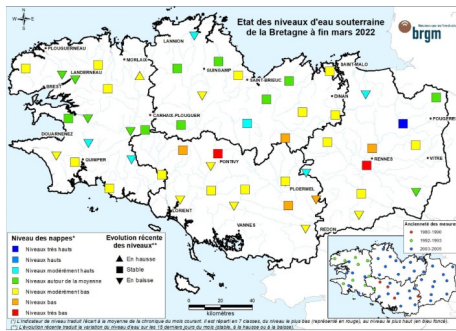 Etat des niveaux d'eau souterraine
de la Bretagne à fin mars 2022
brgm
LANNION
PLOUGUERNEAU
MORLAIX
SAINT-MALO
LANDERNEAU
GUINGAMP
SAINT-BRIEUC
BREST
DINAN
FOUGERES
CARHAIX-PLOUGUER
DOUARNENEZ
QUIMPER
PONTIVY
RENNES
VITRE
PLOERMEL
LORIENT
VANNES
REDON
Niveau des nappes*
Niveaux très hauts
Niveaux hauts
Niveaux modérément hauts
Niveaux autour de la moyenne
Niveaux modérément bas
Niveaux bas
Niveaux très bas
Evolution récente
des niveaux**
En hausse
Stable
En baisse
kilomètres
Ancienneté des mesures